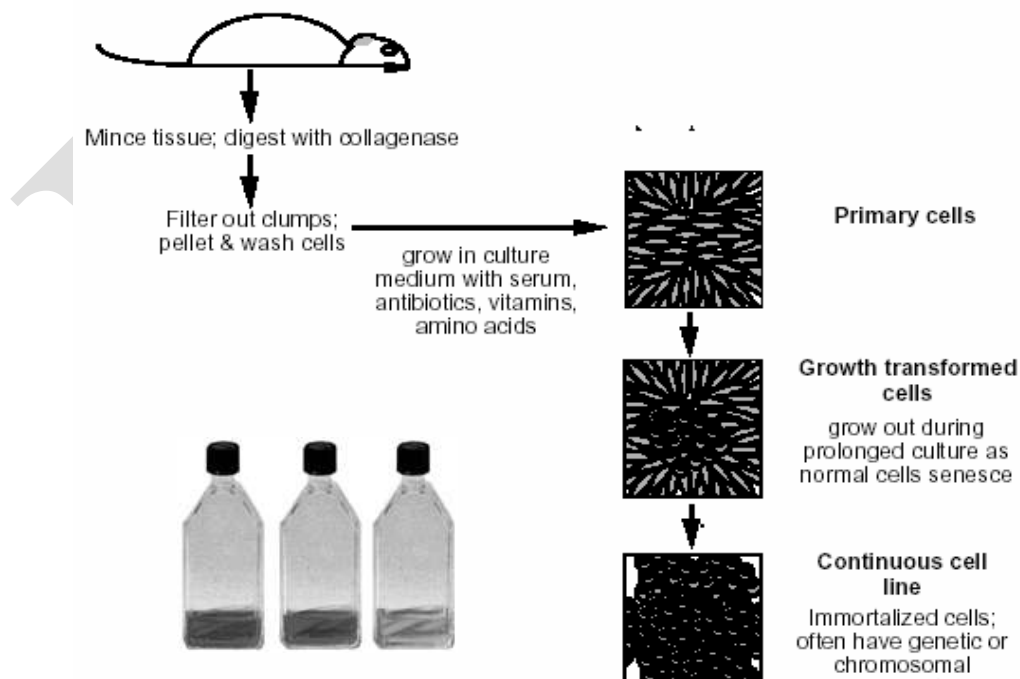 Mince tissue; digest with collagenase
Filter out clumps;
pellet & wash cells
grow in culture
medium with serum,
antibiotics, vitamins,
amino acids
Primary cells
Growth transformed
cells
grow out during
prolonged culture as
normal cells senesce
Continuous cell
line
Immortalized cells;
often have genetic or
chromosomal